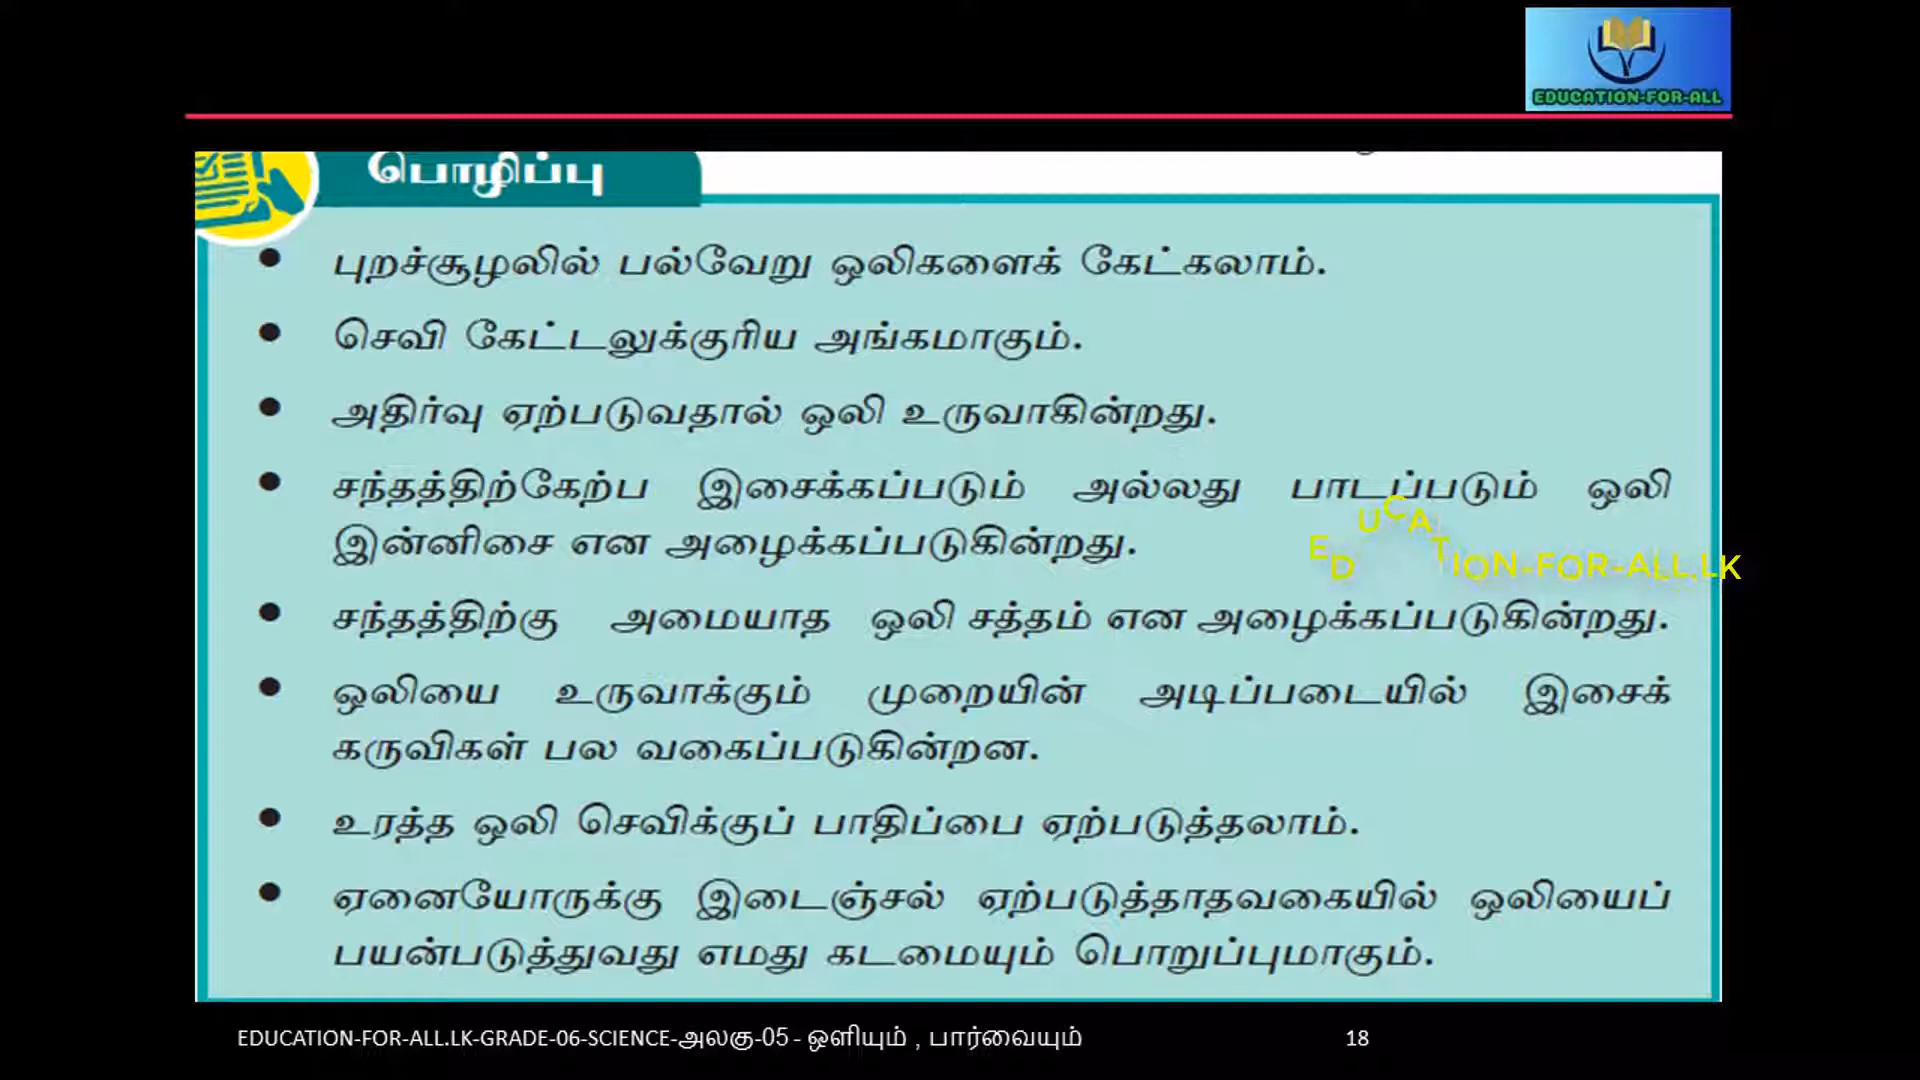 EDUCATION-FOR-ALL
பொழிப்பு
• புறச்சூழலில் பல்வேறு ஒலிகளைக் கேட்கலாம்.
• செவி கேட்டலுக்குரிய அங்கமாகும்.
• அதிர்வு ஏற்படுவதால் ஒலி உருவாகின்றது.
• சந்தத்திற்கேற்ப இசைக்கப்படும் அல்லது பாடப்படும் ஒலி
இன்னிசை என அழைக்கப்படுகின்றது.
EDUCATION-FOR-ALL.LK
• சந்தத்திற்கு அமையாத ஒலி சத்தம் என அழைக்கப்படுகின்றது.
• ஒலியை உருவாக்கும் முறையின் அடிப்படையில் இசைக்
கருவிகள் பல வகைப்படுகின்றன.
• உரத்த ஒலி செவிக்குப் பாதிப்பை ஏற்படுத்தலாம்.
• ஏனையோருக்கு இடைஞ்சல் ஏற்படுத்தாதவகையில் ஒலியைப்
பயன்படுத்துவது எமது கடமையும் பொறுப்புமாகும்.
EDUCATION-FOR-ALL.LK-GRADE-06-SCIENCE-அலகு-05 - ஒளியும் , பார்வையும் 18